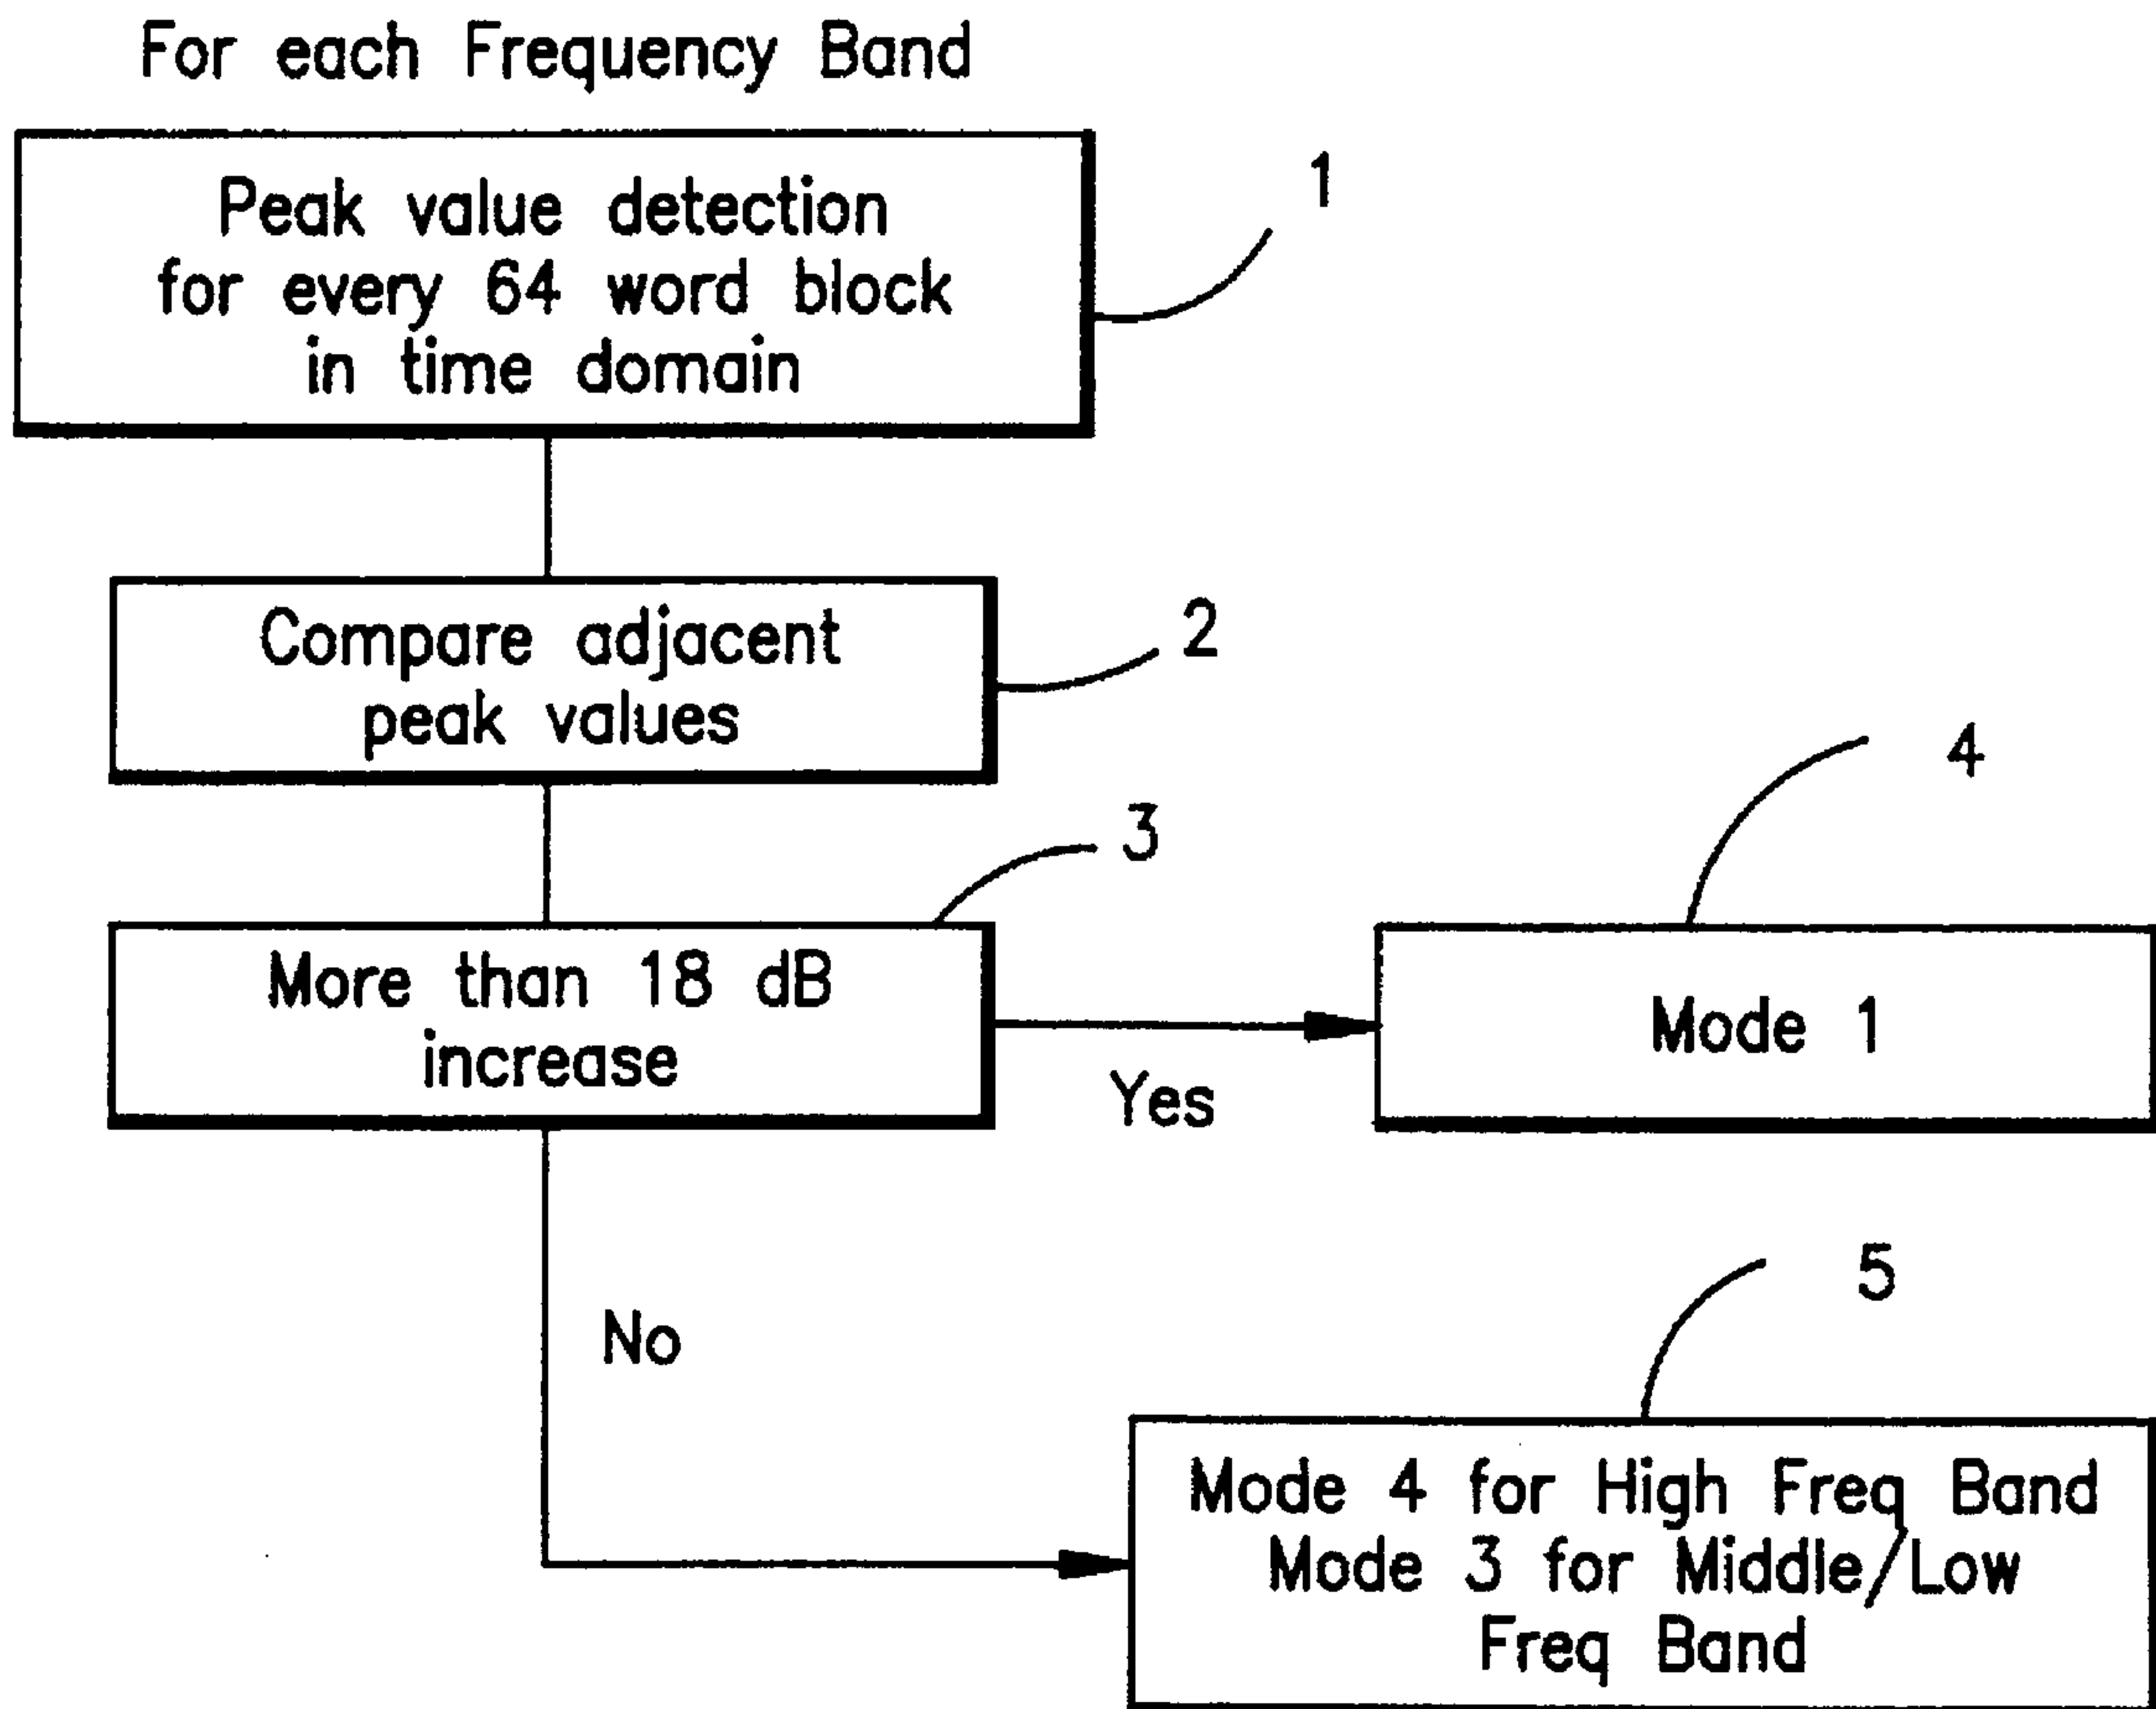 For each Frequency Band
Peak value detection
for every 64 word block
in time domain
1
Compare adjacent
peak values
2
More than 18 dB
increase
3
Yes
Mode 1
4
No
Mode 4 for High Freq Band
Mode 3 for Middle/Low
Freq Band
5